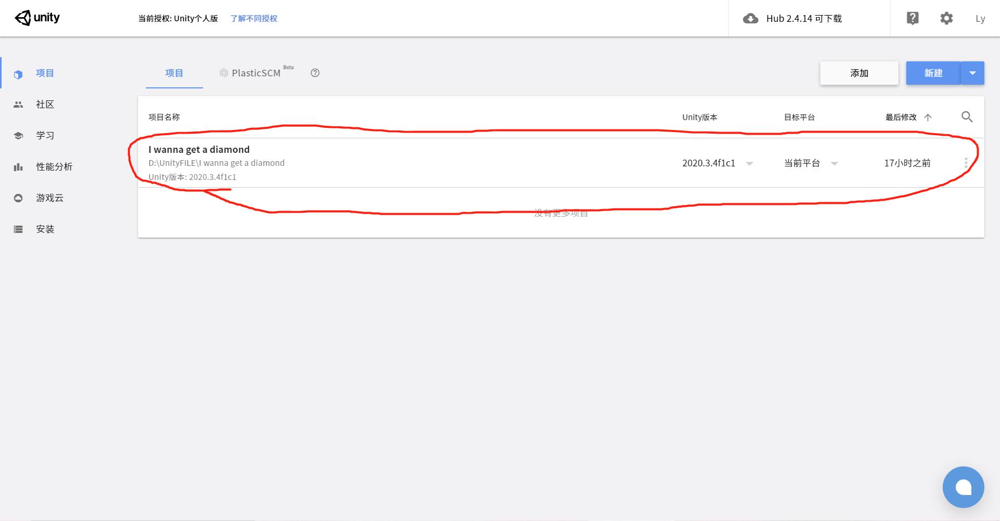 unity
当前授权: Unity个人版 了解不同授权
Hub 2.4.14 可下载
Ly
项目
社区
学习
性能分析
游戏云
安装
项目 PlasticSCM Beta
添加 新建
项目名称 Unity版本 目标平台 最后修改
I wanna get a diamond
D:\UnityFILE\I wanna get a diamond
Unity版本: 2020.3.4f1c1
2020.3.4f1c1 当前平台 17小时之前
没有更多项目